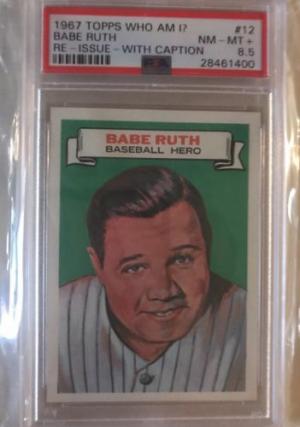 1967 TOPPS WHO AM I? #12
BABE RUTH NM - MT +
RE - ISSUE - WITH CAPTION 8.5
PSA 28461400
BABE RUTH
BASEBALL HERO